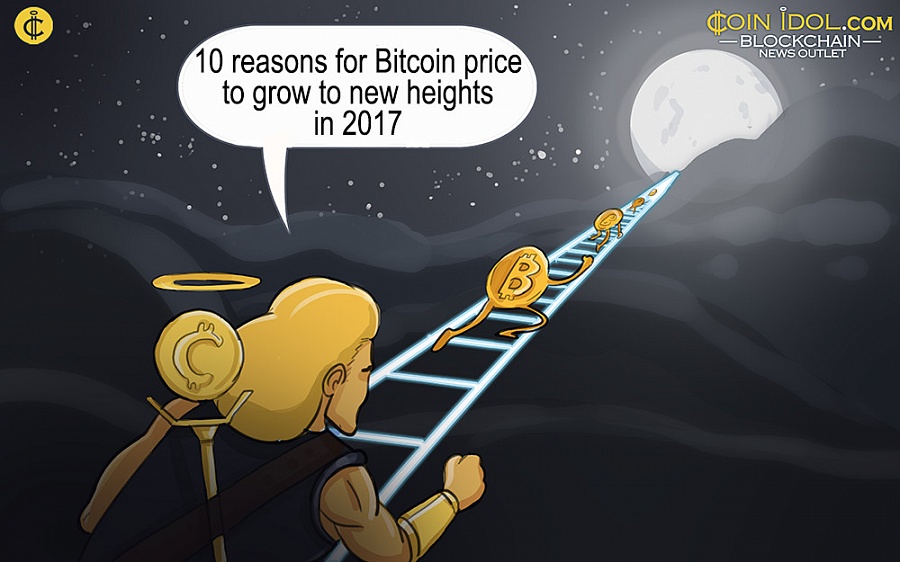 COIN IDOL.COM
BLOCKCHAIN
NEWS OUTLET
10 reasons for Bitcoin price
to grow to new heights
in 2017